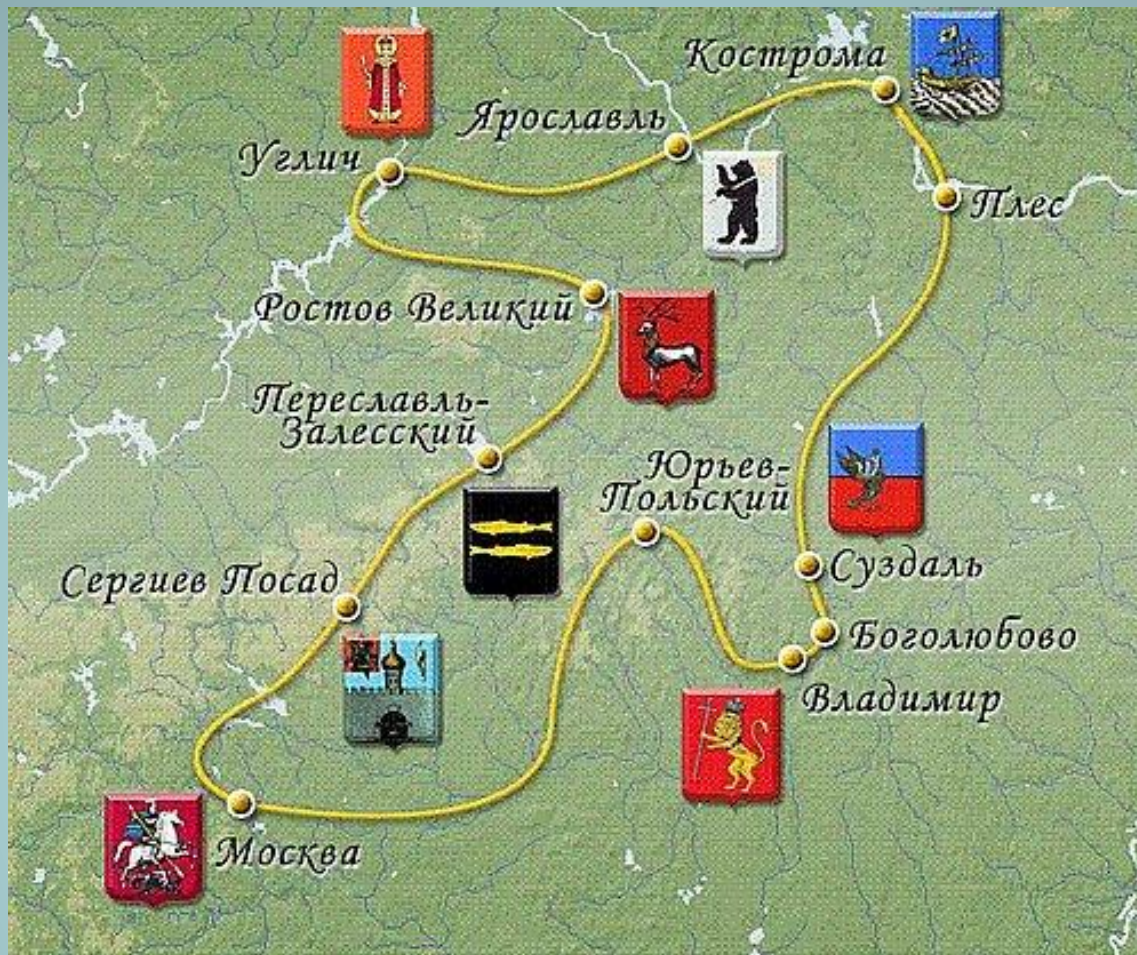 Кострома
Ярославль
Углич
Плес
Ростов Великий
Переславль-
Залесский
Юрьев-
Польский
Суздаль
Сергиев Посад
Боголюбово
Владимир
Москва